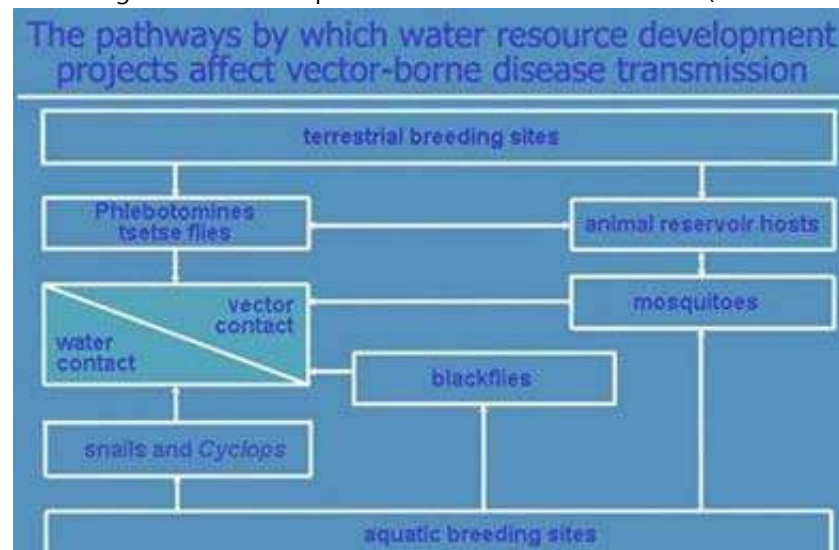 The pathways by which water resource development
projects affect vector-borne disease transmission
terrestrial breeding sites
Phlebotomines
tsetse flies
animal reservoir hosts
vector
contact
mosquitoes
water
contact
blackflies
snails and Cyclops
aquatic breeding sites